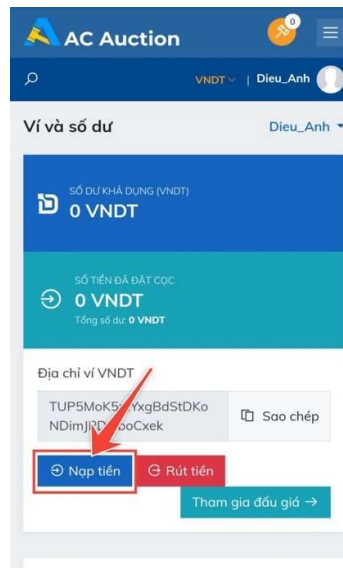 AC Auction
0
VNDT | Dieu_Anh
Ví và số dư
Dieu_Anh
SỐ DƯ KHẢ DỤNG (VNDT)
0 VNDT
SỐ TIỀN ĐÃ ĐẶT CỌC
0 VNDT
Tổng số dư: 0 VNDT
Địa chỉ ví VNDT
Sao chép
Nạp tiền
Rút tiền
Tham gia đấu giá →